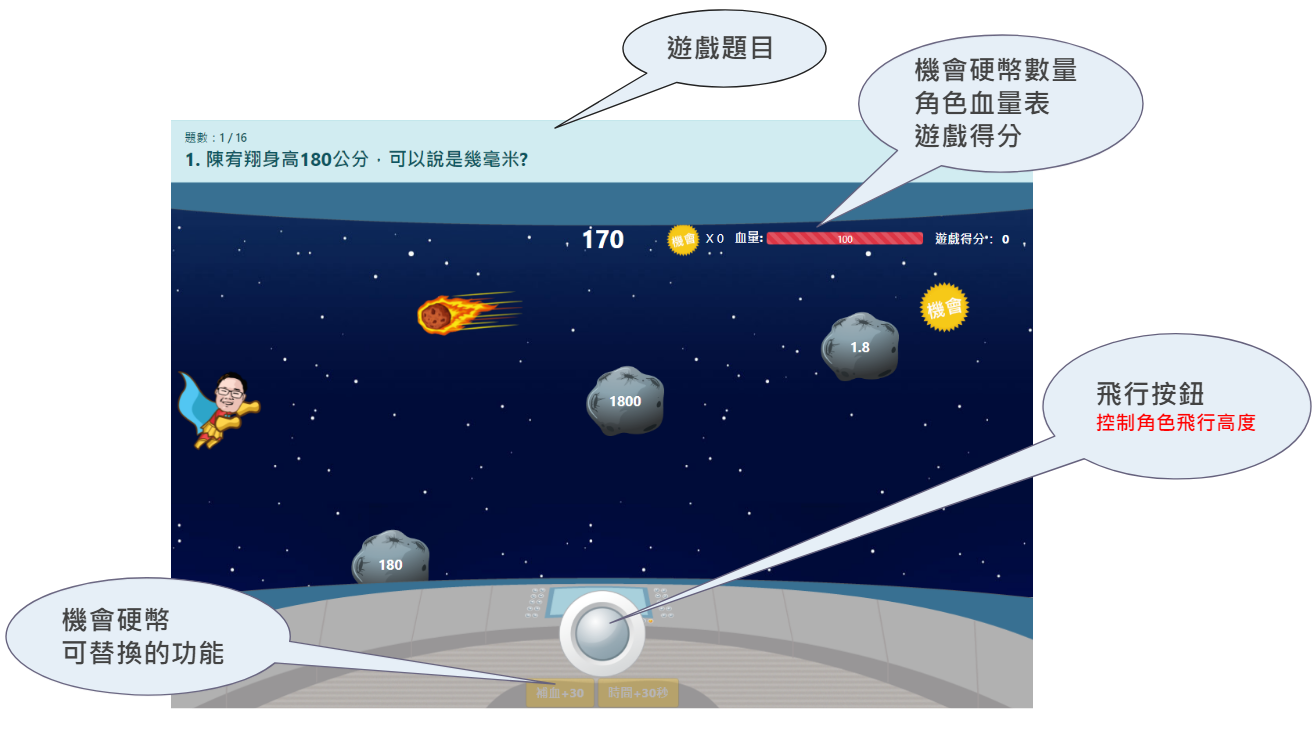 遊戲題目
機會硬幣數量
角色血量表
遊戲得分
題數：1 / 16
1. 陳宥翔身高180公分，可以說是幾毫米?
170
機會 X 0 血量: 100 遊戲得分： 0
機會
1.8
1800
飛行按鈕
控制角色飛行高度
180
機會硬幣
可替換的功能
補血+30 時間+30秒